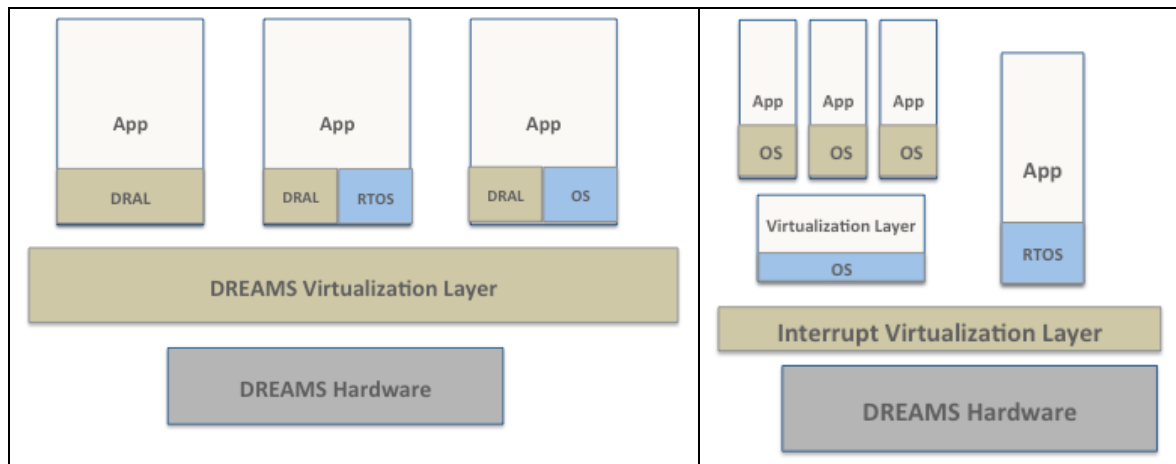 App
App
App
DRAL
DRAL
RTOS
DRAL
OS
DREAMS Virtualization Layer
DREAMS Hardware
App
App
App
OS
OS
OS
App
Virtualization Layer
OS
RTOS
Interrupt Virtualization Layer
DREAMS Hardware